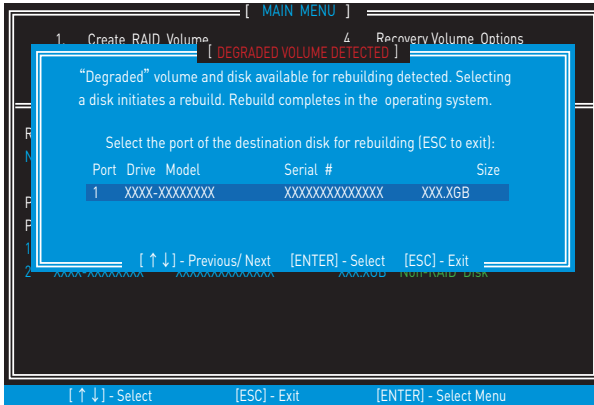 [ MAIN MENU ]
1. Create RAID Volume 4 Recovery Volume Options
[ DEGRADED VOLUME DETECTED ]
“Degraded” volume and disk available for rebuilding detected. Selecting
a disk initiates a rebuild. Rebuild completes in the operating system.
Select the port of the destination disk for rebuilding (ESC to exit):
Port Drive Model Serial # Size
1 XXXX-XXXXXXXX XXXXXXXXXXXXXX XXX.XGB
[ ↑↓] - Previous/ Next [ENTER] - Select [ESC] - Exit
2 XXXX-XXXXXXXX XXXXXXXXXXXXXX XXX.XGB Non-RAID Disk
[ ↑↓] - Select [ESC] - Exit [ENTER] - Select Menu